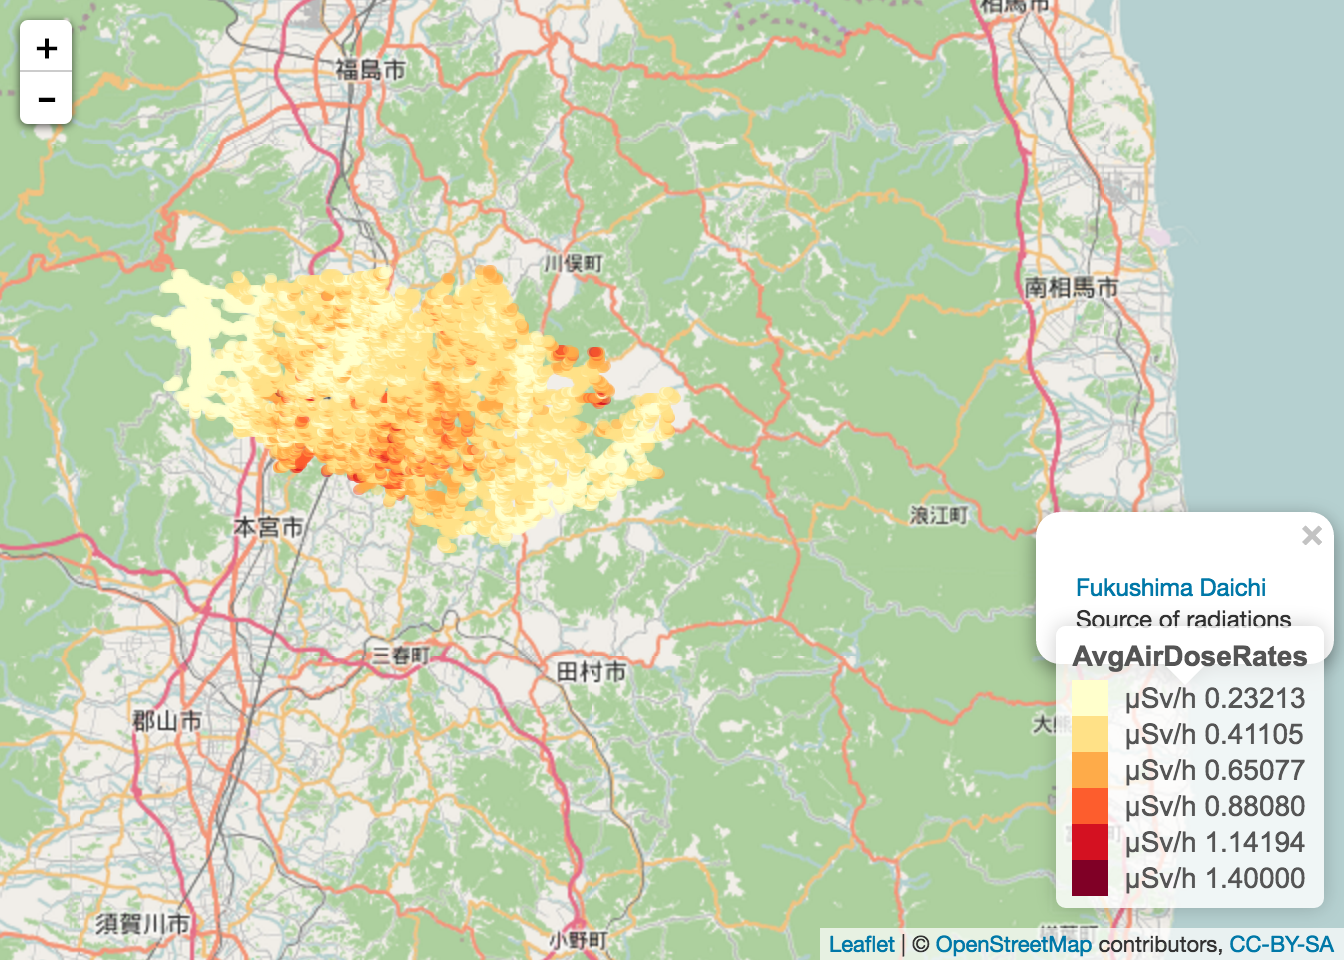 +
−
相馬市
福島市
川俣町
南相馬市
浪江町
本宮市
三春町
田村市
郡山市
須賀川市
小野町
×
Fukushima Daichi
Source of radiations
AvgAirDoseRates
μSv/h 0.23213
μSv/h 0.41105
μSv/h 0.65077
μSv/h 0.88080
μSv/h 1.14194
μSv/h 1.40000
Leaflet | © OpenStreetMap contributors, CC-BY-SA